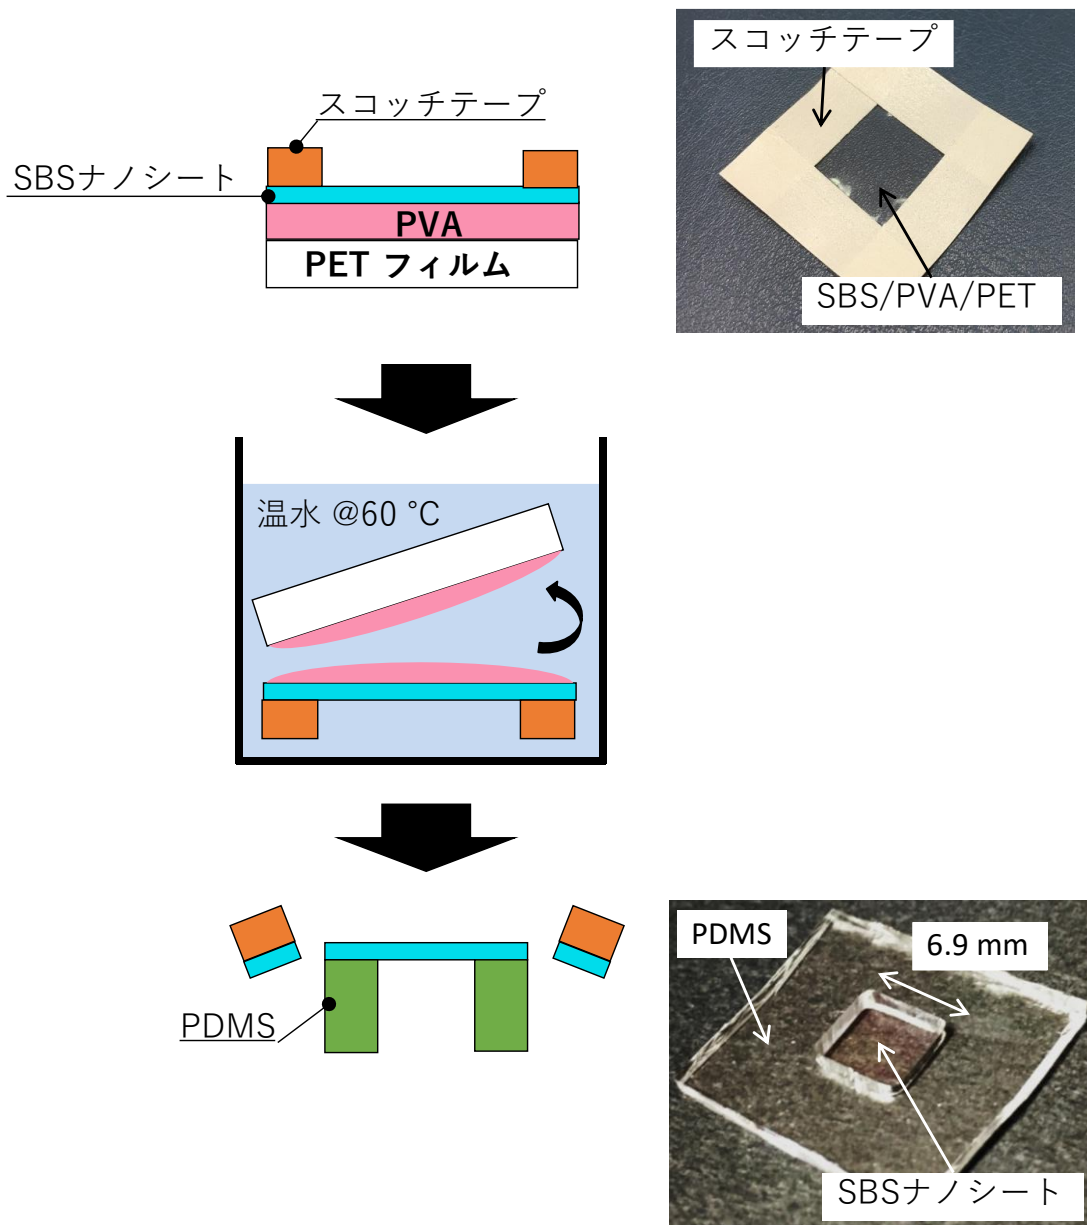 スコッチテープ
SBSナノシート
PVA
PET フィルム
スコッチテープ
SBS/PVA/PET
温水 @60 °C
PDMS
PDMS
6.9 mm
SBSナノシート